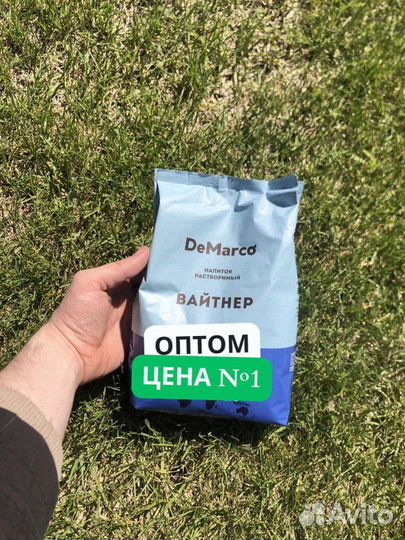 DeMarco
НАПИТОК
РАСТВОРИМЫЙ
ВАЙТНЕР
ОПТОМ
ЦЕНА №1
Avito